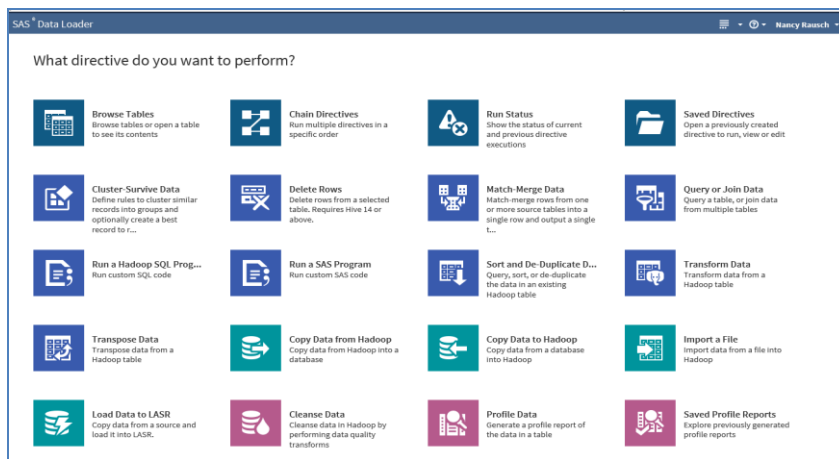 SAS® Data Loader
Nancy Rausch
What directive do you want to perform?
Browse Tables
Browse tables or open a table
to see its contents
Chain Directives
Run multiple directives in a
specific order
Run Status
Show the status of current
and previous directive
executions
Saved Directives
Open a previously created
directive to run, view or edit
Cluster-Survive Data
Define rules to cluster similar
records into groups and
optionally create a best
record to r...
Delete Rows
Delete rows from a selected
table. Requires Hive 14 or
above.
Match-Merge Data
Match-merge rows from one
or more source tables into a
single row and output a single
t...
Query or Join Data
Query a table, or join data
from multiple tables
Run a Hadoop SQL Prog...
Run custom SQL code
Run a SAS Program
Run custom SAS code
Sort and De-Duplicate D...
Query, sort, or de-duplicate
the data in an existing
Hadoop table
Transform Data
Transform data from a
Hadoop table
Transpose Data
Transpose data from a
Hadoop table
Copy Data from Hadoop
Copy data from Hadoop into a
database
Copy Data to Hadoop
Copy data from a database
into Hadoop
Import a File
Import data from a file into
Hadoop
Load Data to LASR
Copy data from a source and
load it into LASR.
Cleanse Data
Cleanse data in Hadoop by
performing data quality
transforms
Profile Data
Generate a profile report of
the data in a table
Saved Profile Reports
Explore previously generated
profile reports